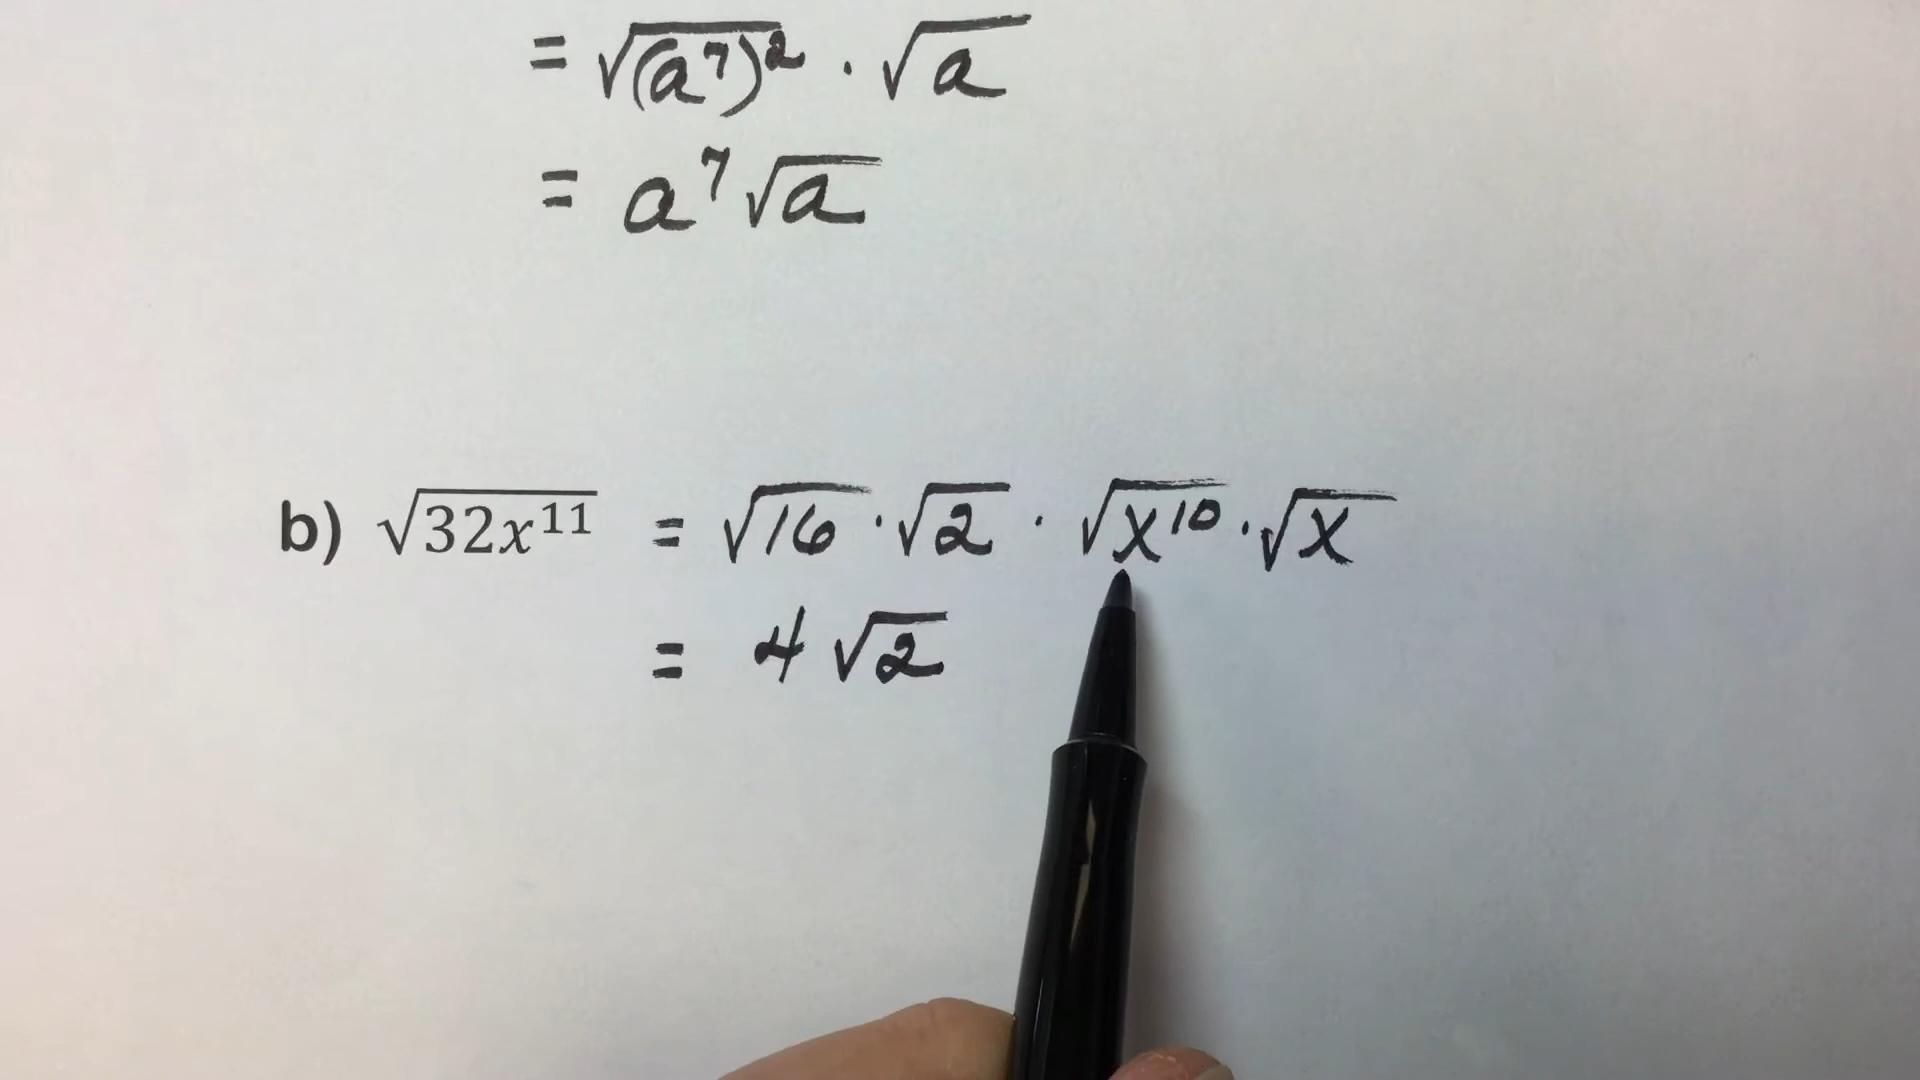 = √(a⁷)² · √a
= a⁷√a
b) √32x¹¹ = √16 · √2 · √x¹⁰ · √x
= 4√2